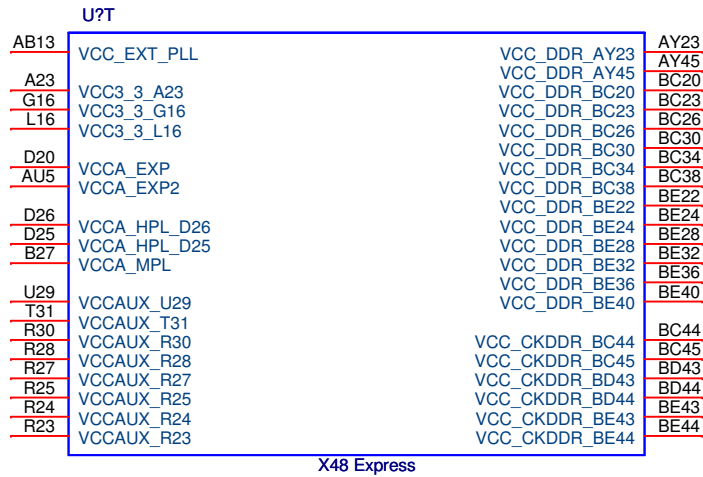 U?T
AB13 VCC_EXT_PLL VCC_DDR_AY23 AY23
VCC_DDR_AY45 AY45
A23 VCC3_3_A23 VCC_DDR_BC20 BC20
G16 VCC3_3_G16 VCC_DDR_BC23 BC23
L16 VCC3_3_L16 VCC_DDR_BC26 BC26
VCC_DDR_BC30 BC30
D20 VCCA_EXP VCC_DDR_BC34 BC34
AU5 VCCA_EXP2 VCC_DDR_BC38 BC38
VCC_DDR_BE22 BE22
D26 VCCA_HPL_D26 VCC_DDR_BE24 BE24
D25 VCCA_HPL_D25 VCC_DDR_BE28 BE28
B27 VCCA_MPL VCC_DDR_BE32 BE32
VCC_DDR_BE36 BE36
U29 VCCAUX_U29 VCC_DDR_BE40 BE40
T31 VCCAUX_T31
R30 VCCAUX_R30 VCC_CKDDR_BC44 BC44
R28 VCCAUX_R28 VCC_CKDDR_BC45 BC45
R27 VCCAUX_R27 VCC_CKDDR_BD43 BD43
R25 VCCAUX_R25 VCC_CKDDR_BD44 BD44
R24 VCCAUX_R24 VCC_CKDDR_BE43 BE43
R23 VCCAUX_R23 VCC_CKDDR_BE44 BE44
X48 Express